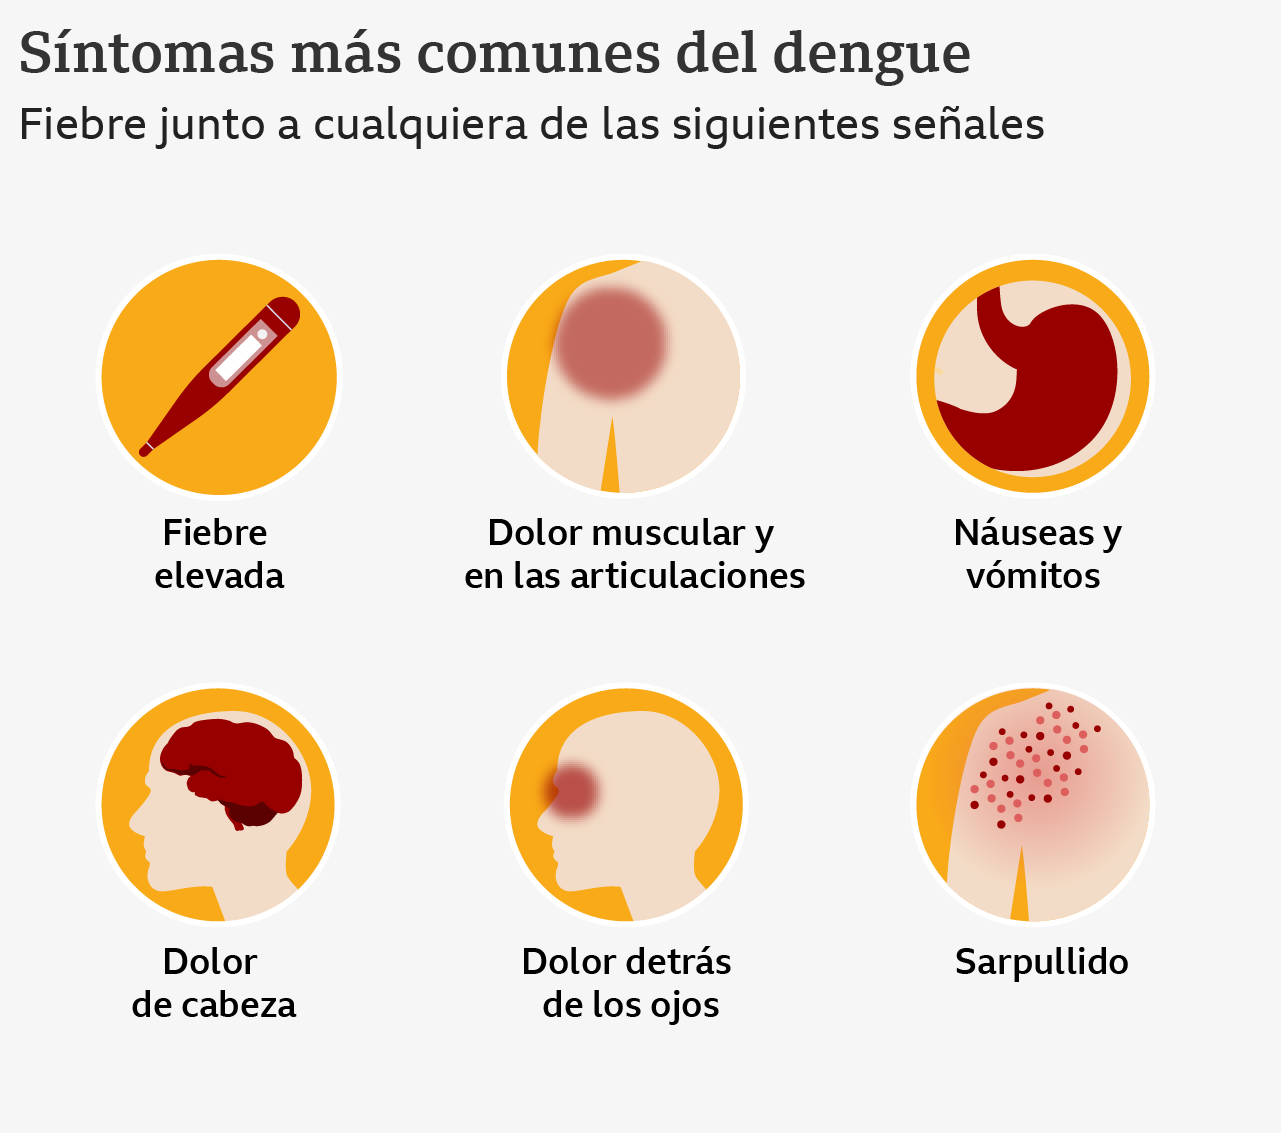 Síntomas más comunes del dengue
Fiebre junto a cualquiera de las siguientes señales
Fiebre
elevada
Dolor muscular y
en las articulaciones
Náuseas y
vómitos
Dolor
de cabeza
Dolor detrás
de los ojos
Sarpullido